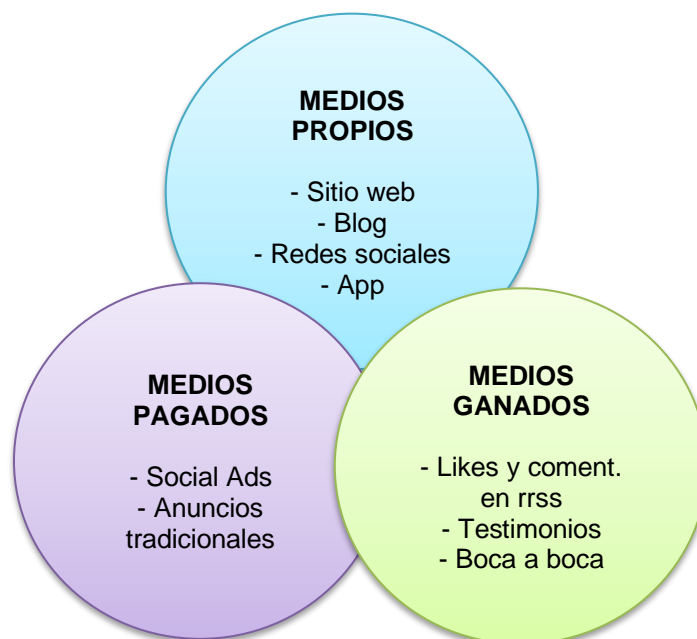 MEDIOS
PROPIOS
- Sitio web
- Blog
- Redes sociales
- App
MEDIOS
PAGADOS
- Social Ads
- Anuncios
tradicionales
MEDIOS
GANADOS
- Likes y coment.
en rrss
- Testimonios
- Boca a boca